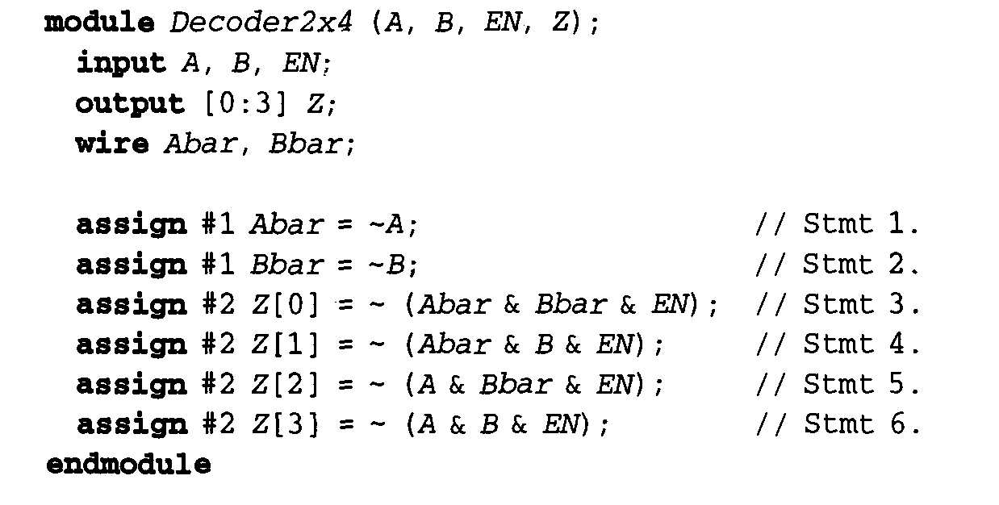 module Decoder2x4 (A, B, EN, Z);
input A, B, EN;
output [0:3] Z;
wire Abar, Bbar;
assign #1 Abar = ~A; // Stmt 1.
assign #1 Bbar = ~B; // Stmt 2.
assign #2 Z[0] = ~ (Abar & Bbar & EN); // Stmt 3.
assign #2 Z[1] = ~ (Abar & B & EN); // Stmt 4.
assign #2 Z[2] = ~ (A & Bbar & EN); // Stmt 5.
assign #2 Z[3] = ~ (A & B & EN); // Stmt 6.
endmodule